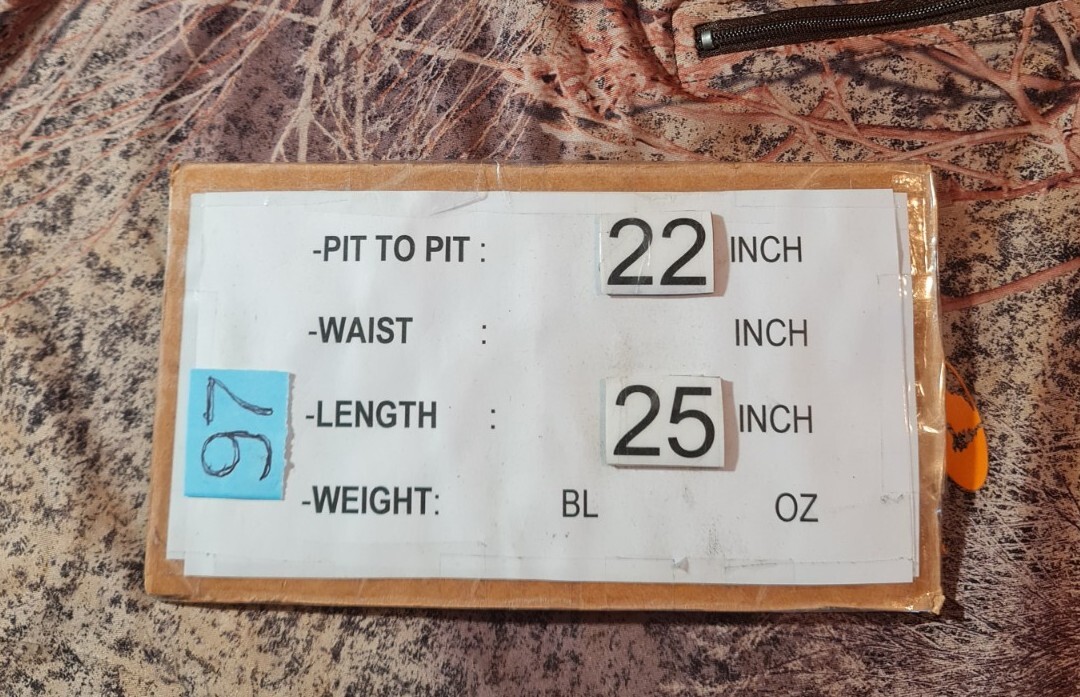 -PIT TO PIT : 22 INCH
-WAIST : INCH
-LENGTH : 25 INCH
-WEIGHT: BL OZ
97